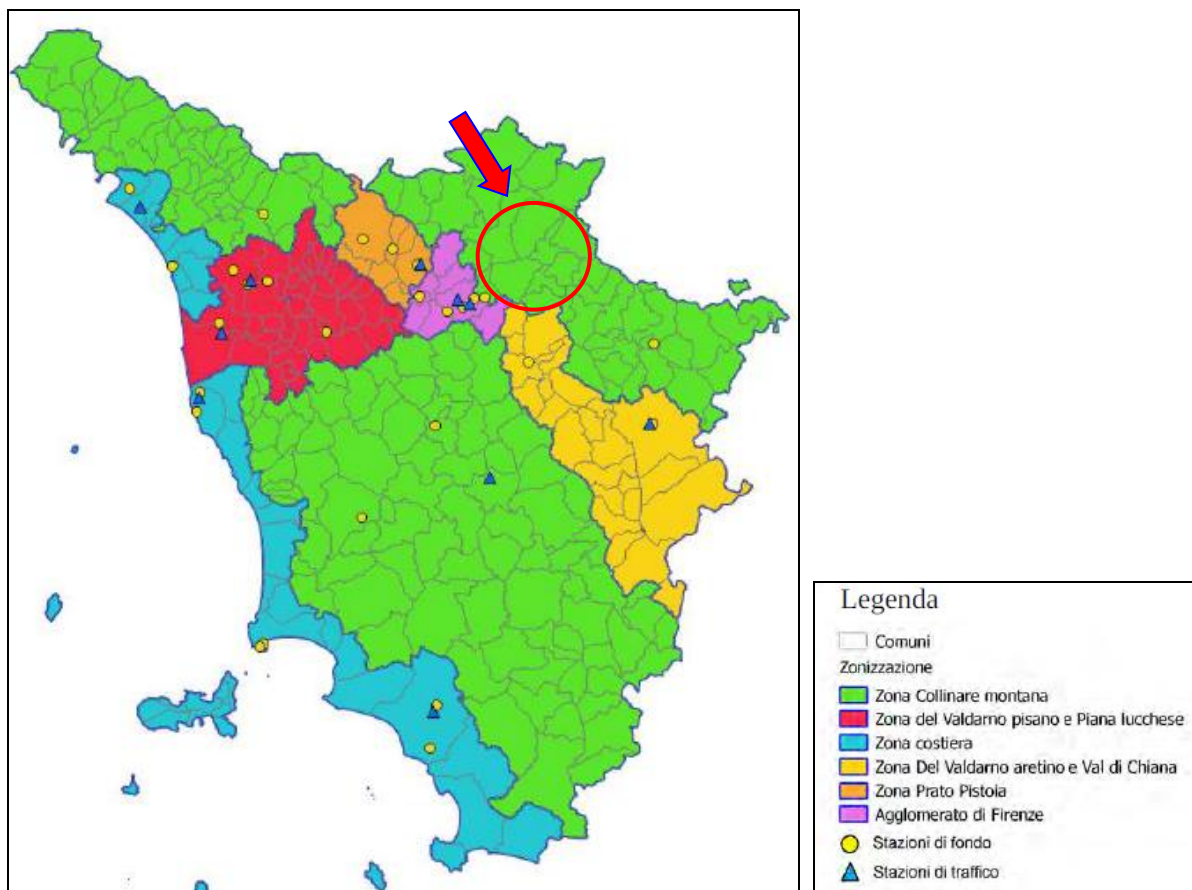 Legenda
Comuni
Zonizzazione
Zona Collinare montana
Zona del Valdarno pisano e Piana lucchese
Zona costiera
Zona Del Valdarno aretino e Val di Chiana
Zona Prato Pistoia
Agglomerato di Firenze
Stazioni di fondo
Stazioni di traffico